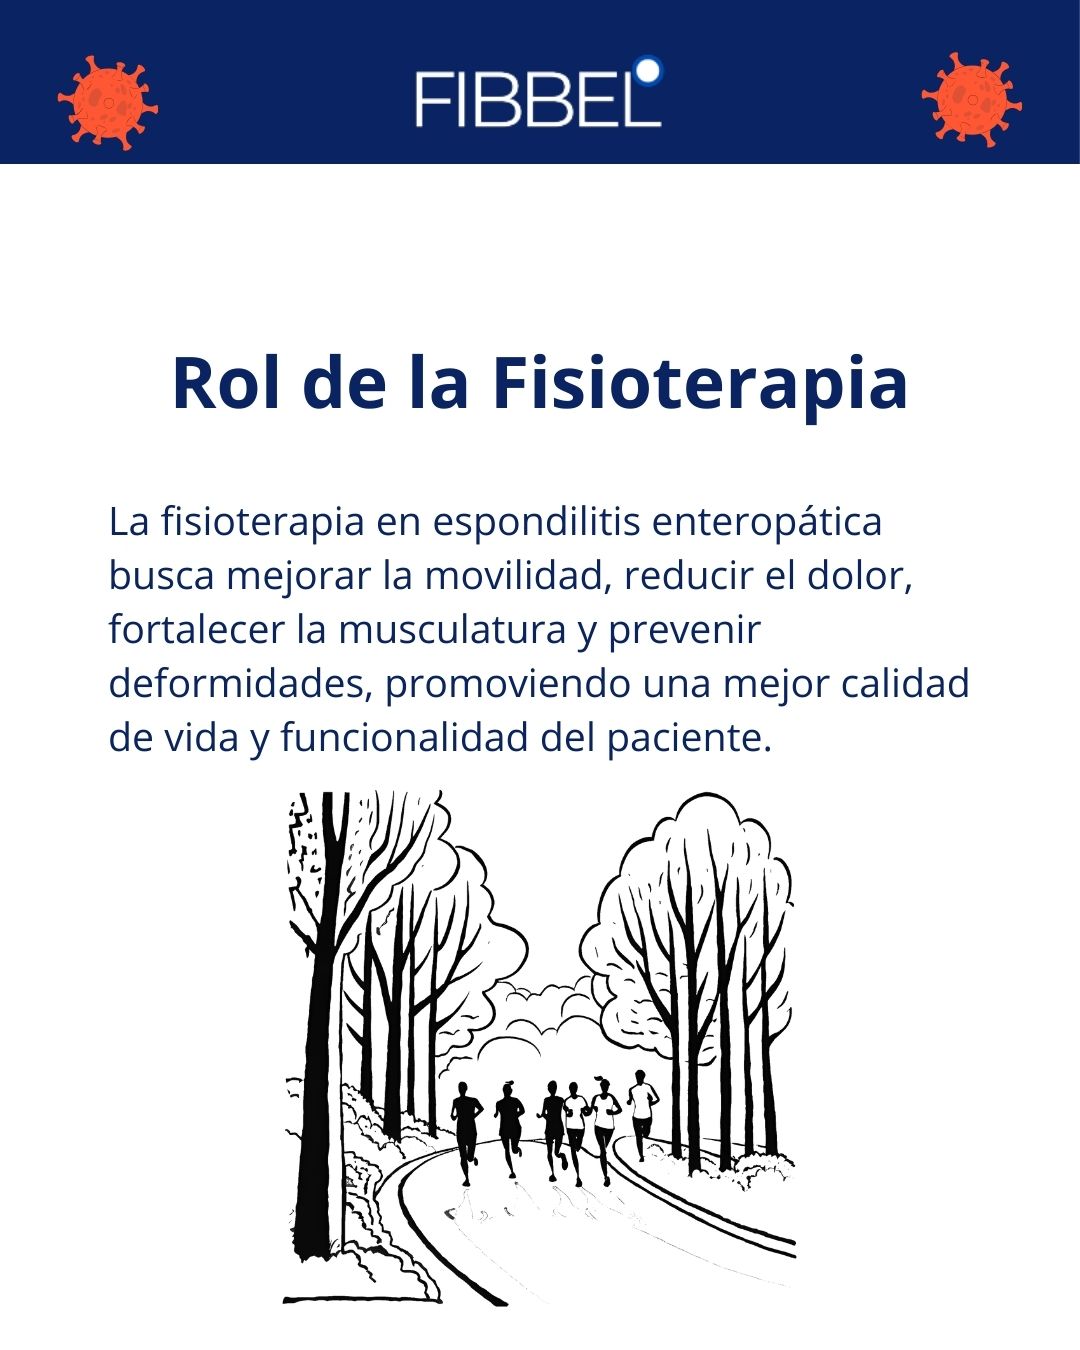 FIBBEL
Rol de la Fisioterapia
La fisioterapia en espondilitis enteropática
busca mejorar la movilidad, reducir el dolor,
fortalecer la musculatura y prevenir
deformidades, promoviendo una mejor calidad
de vida y funcionalidad del paciente.